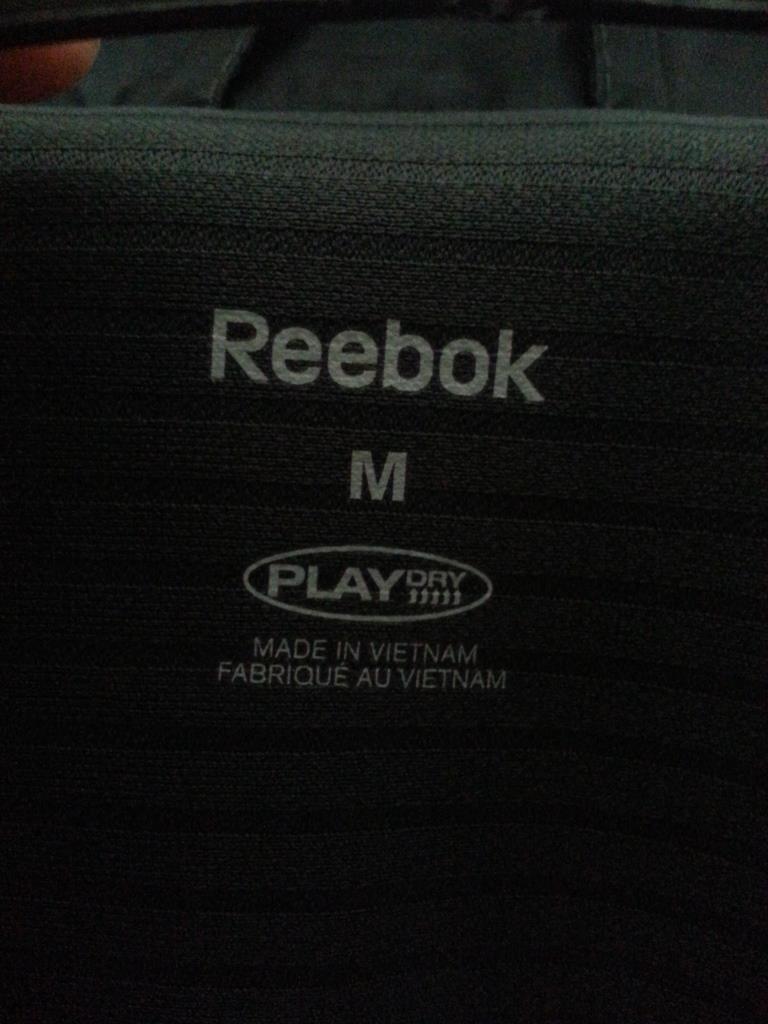 Reebok
M
PLAY DRY
MADE IN VIETNAM
FABRIQUÉ AU VIETNAM